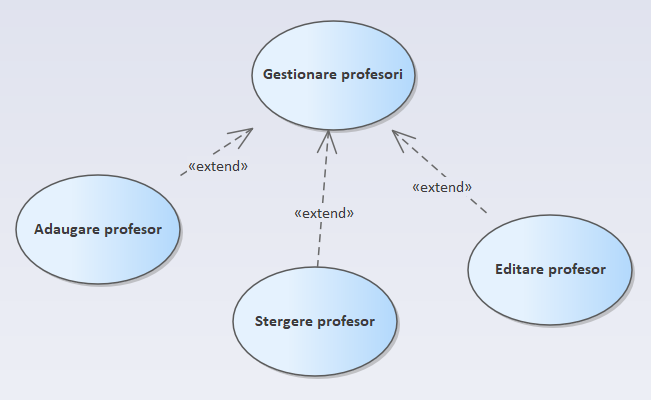 Gestionare profesori
«extend»
«extend»
«extend»
Adaugare profesor
Editare profesor
Stergere profesor